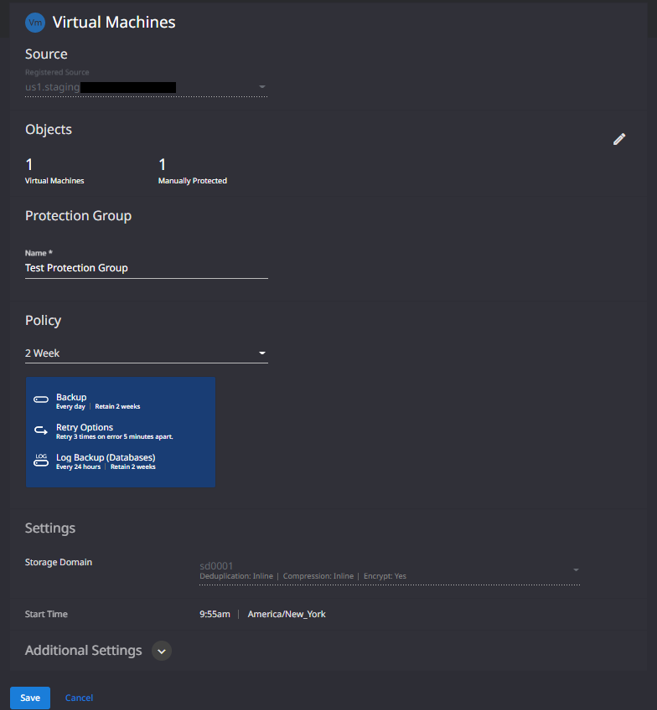 Vm Virtual Machines
Source
Registered Source
us1.staging
Objects
1 1
Virtual Machines Manually Protected
Protection Group
Name *
Test Protection Group
Policy
2 Week
Backup
Every day | Retain 2 weeks
Retry Options
Retry 3 times on error 5 minutes apart.
LOG Log Backup (Databases)
Every 24 hours | Retain 2 weeks
Settings
Storage Domain sd0001
Deduplication: Inline | Compression: Inline | Encrypt: Yes
Start Time 9:55am | America/New_York
Additional Settings
Save Cancel